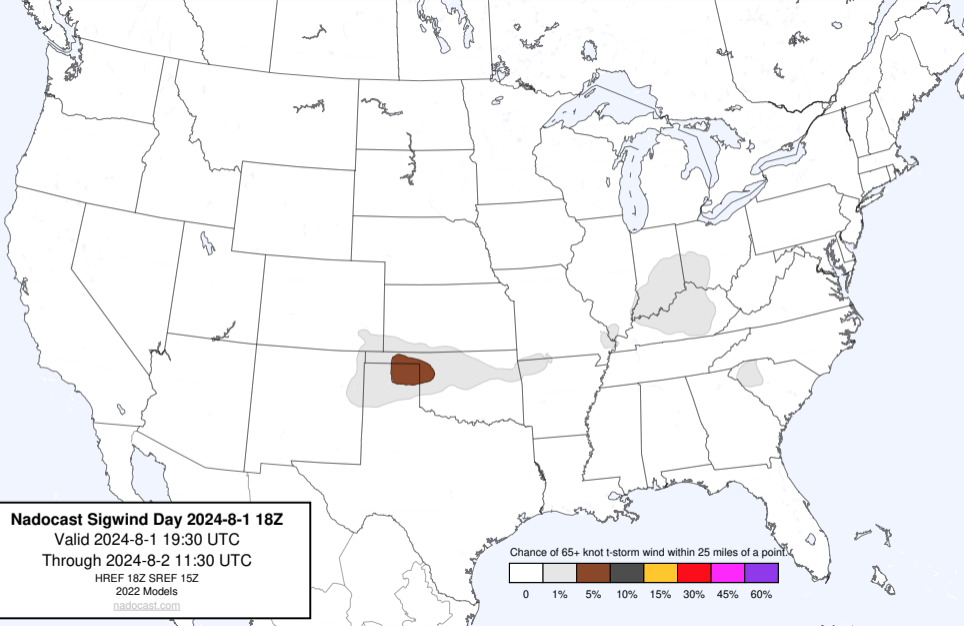 Nadocast Sigwind Day 2024-8-1 18Z
Valid 2024-8-1 19:30 UTC
Through 2024-8-2 11:30 UTC
HREF 18Z SREF 15Z
2022 Models
nadocast.com
Chance of 65+ knot t-storm wind within 25 miles of a point.
0 1% 5% 10% 15% 30% 45% 60%